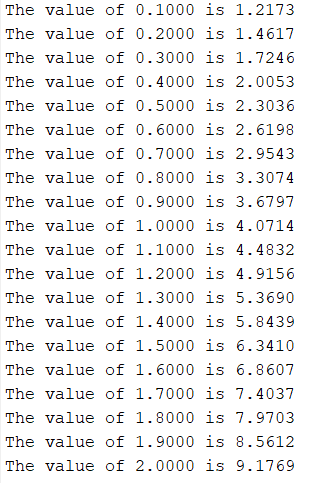 The value of 0.1000 is 1.2173
The value of 0.2000 is 1.4617
The value of 0.3000 is 1.7246
The value of 0.4000 is 2.0053
The value of 0.5000 is 2.3036
The value of 0.6000 is 2.6198
The value of 0.7000 is 2.9543
The value of 0.8000 is 3.3074
The value of 0.9000 is 3.6797
The value of 1.0000 is 4.0714
The value of 1.1000 is 4.4832
The value of 1.2000 is 4.9156
The value of 1.3000 is 5.3690
The value of 1.4000 is 5.8439
The value of 1.5000 is 6.3410
The value of 1.6000 is 6.8607
The value of 1.7000 is 7.4037
The value of 1.8000 is 7.9703
The value of 1.9000 is 8.5612
The value of 2.0000 is 9.1769